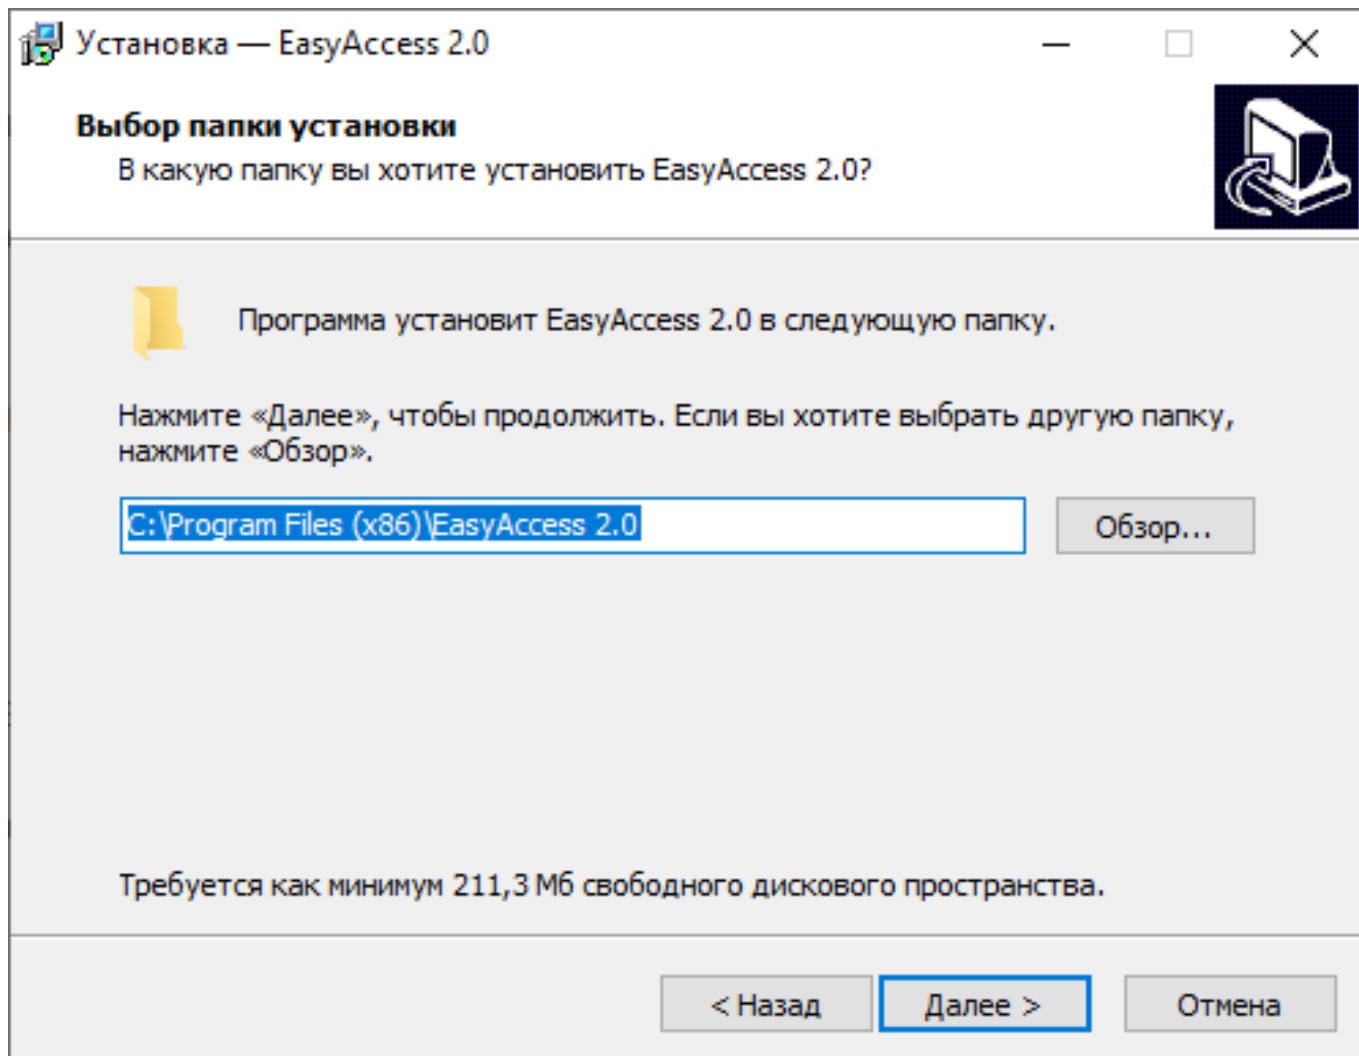 Установка — EasyAccess 2.0
Выбор папки установки
В какую папку вы хотите установить EasyAccess 2.0?
Программа установит EasyAccess 2.0 в следующую папку.
Нажмите «Далее», чтобы продолжить. Если вы хотите выбрать другую папку,
нажмите «Обзор».
C:\Program Files (x86)\EasyAccess 2.0
Обзор...
Требуется как минимум 211,3 Мб свободного дискового пространства.
< Назад
Далее >
Отмена